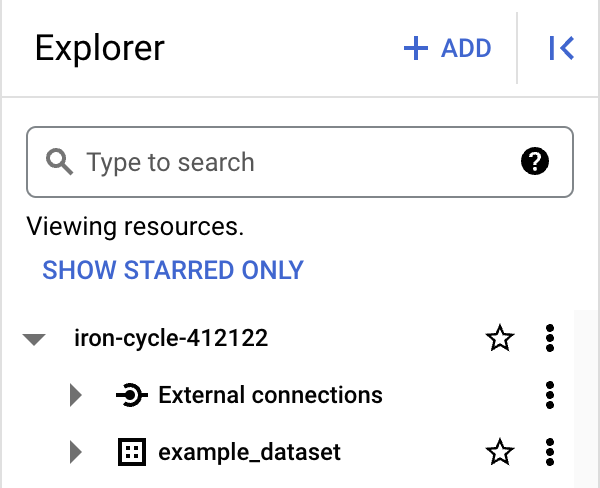 Explorer + ADD
Type to search ?
Viewing resources.
SHOW STARRED ONLY
iron-cycle-412122
External connections
example_dataset